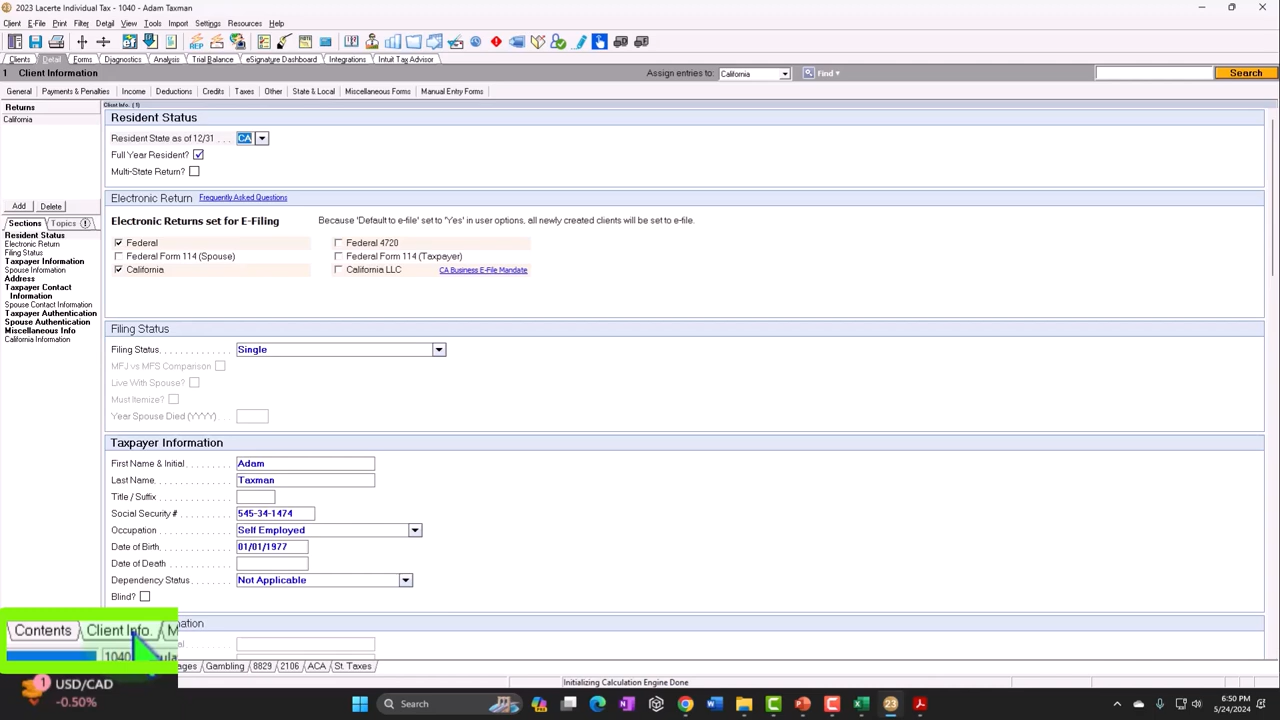 2023 Lacerte Individual Tax - 1040 - Adam Taxman
Client E-File Print Filter Detail View Tools Import Settings Resources Help
Clients Detail Forms Diagnostics Analysis Trial Balance eSignature Dashboard Integrations Intuit Tax Advisor
1 Client Information Assign entries to: California Find Search
General Payments & Penalties Income Deductions Credits Taxes Other State & Local Miscellaneous Forms Manual Entry Forms
Returns
California
Add Delete
Sections Topics
Resident Status
Electronic Return
Filing Status
Taxpayer Information
Spouse Information
Address
Taxpayer Contact
Information
Spouse Contact Information
Taxpayer Authentication
Spouse Authentication
Miscellaneous Info
California Information
Client Info. (1)
Resident Status
Resident State as of 12/31 . . . CA
Full Year Resident?
Multi-State Return?
Electronic Return Frequently Asked Questions
Electronic Returns set for E-Filing Because 'Default to e-file' set to 'Yes' in user options, all newly created clients will be set to e-file.
Federal Federal 4720
Federal Form 114 (Spouse) Federal Form 114 (Taxpayer)
California California LLC CA Business E-File Mandate
Filing Status
Filing Status. . . . . . . . . . . . . Single
MFJ vs MFS Comparison
Live With Spouse?
Must Itemize?
Year Spouse Died (YYYY). . .
Taxpayer Information
First Name & Initial . . . . . . . . . Adam
Last Name. . . . . . . . . . . . . . Taxman
Title / Suffix . . . . . . . . . . . . .
Social Security # . . . . . . . . . 545-34-1474
Occupation . . . . . . . . . . . . . Self Employed
Date of Birth. . . . . . . . . . . . . 01/01/1977
Date of Death. . . . . . . . . . . .
Dependency Status . . . . . . . . Not Applicable
Blind?
Contents Client Info.
1040
Gambling 8829 2106 ACA St. Taxes
Initializing Calculation Engine Done
1 USD/CAD
-0.50%
Search
6:50 PM
5/24/2024